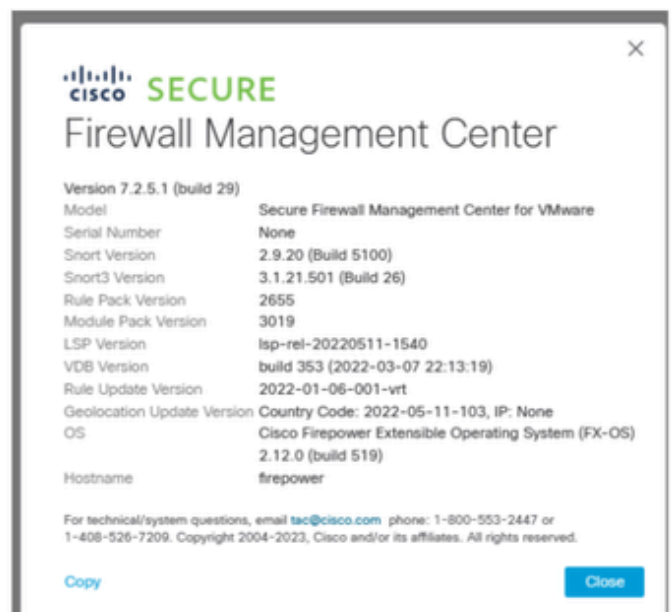 CISCO SECURE
Firewall Management Center
Version 7.2.5.1 (build 29)
Model Secure Firewall Management Center for VMware
Serial Number None
Snort Version 2.9.20 (Build 5100)
Snort3 Version 3.1.21.501 (Build 26)
Rule Pack Version 2655
Module Pack Version 3019
LSP Version lsp-rel-20220511-1540
VDB Version build 353 (2022-03-07 22:13:19)
Rule Update Version 2022-01-06-001-vrt
Geolocation Update Version Country Code: 2022-05-11-103, IP: None
OS Cisco Firepower Extensible Operating System (FX-OS)
2.12.0 (build 519)
Hostname firepower
For technical/system questions, email tac@cisco.com phone: 1-800-553-2447 or
1-408-526-7209. Copyright 2004-2023, Cisco and/or its affiliates. All rights reserved.
Copy Close